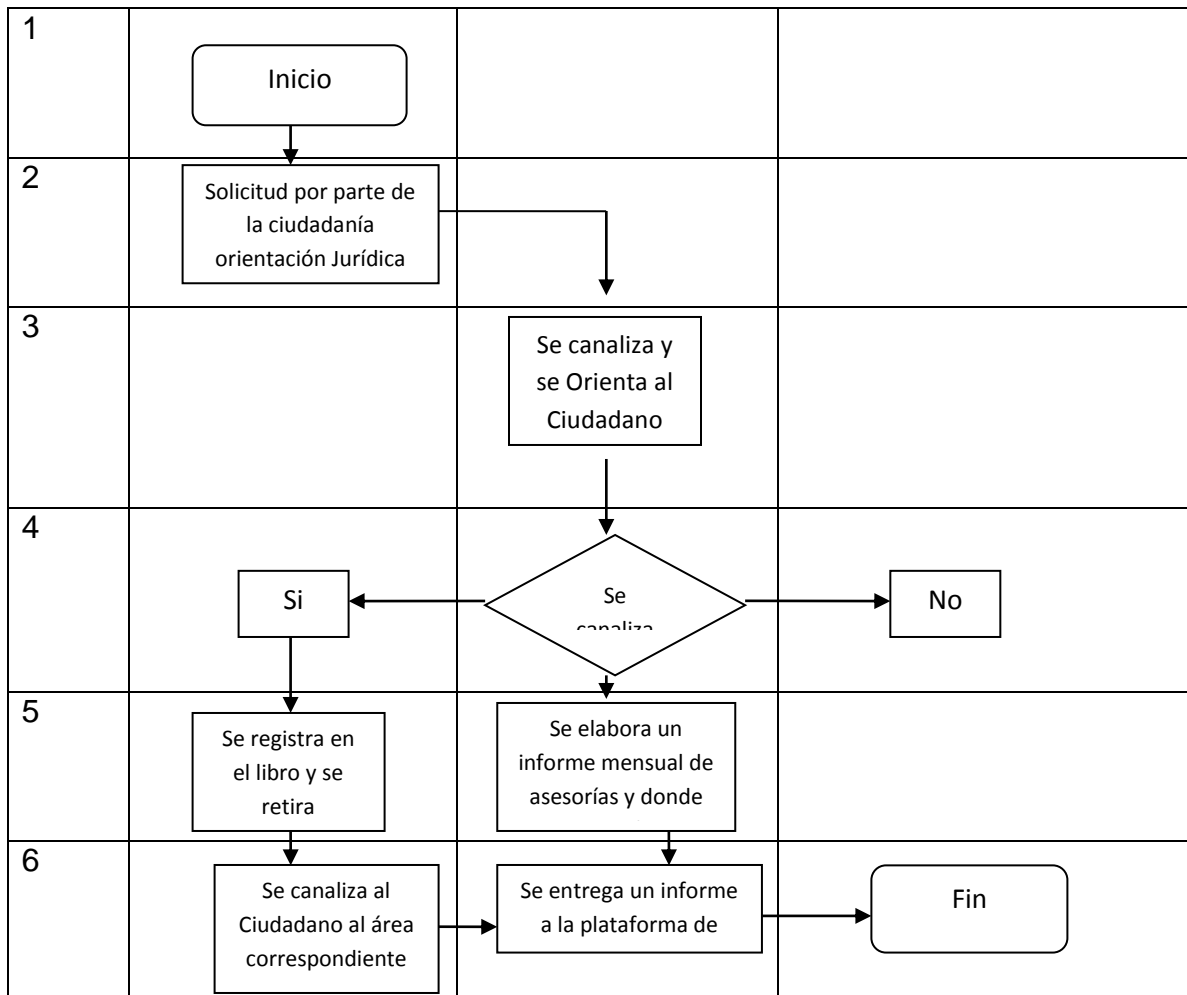 1
Inicio
2
Solicitud por parte de
la ciudadanía
orientación Jurídica
3
Se canaliza y
se Orienta al
Ciudadano
4
Si
Se
canaliza
No
5
Se registra en
el libro y se
retira
Se elabora un
informe mensual de
asesorías y donde
6
Se canaliza al
Ciudadano al área
correspondiente
Se entrega un informe
a la plataforma de
Fin